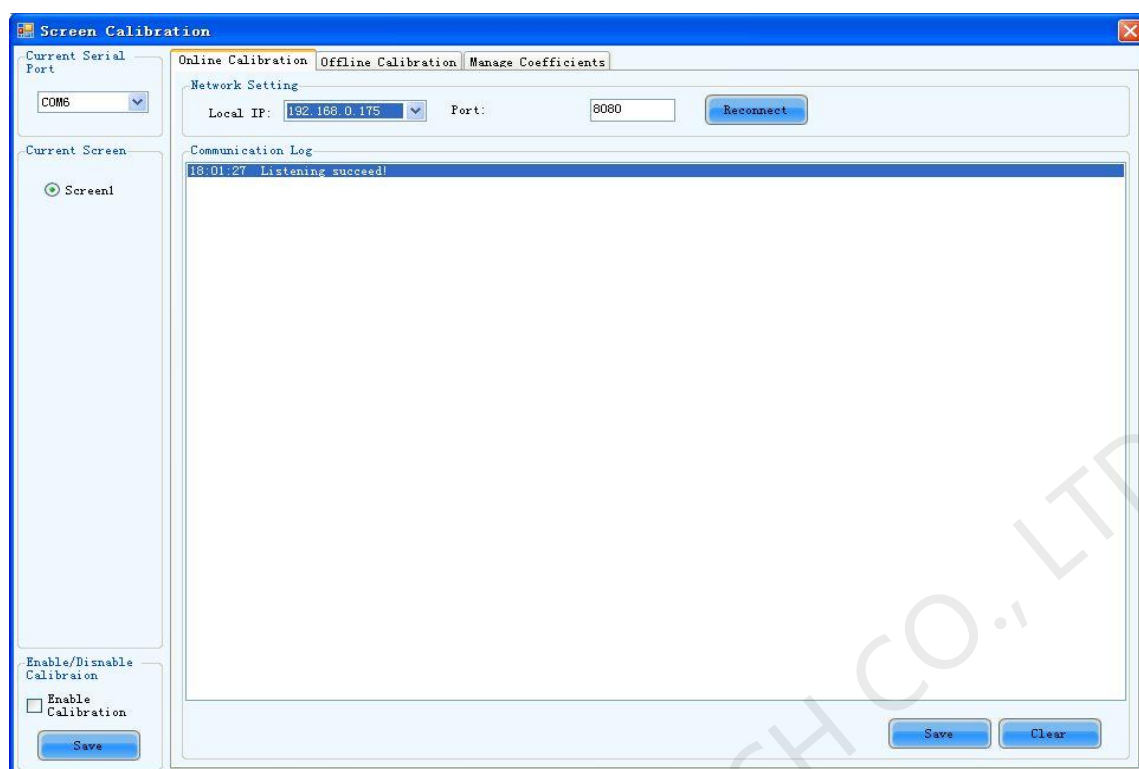 Screen Calibration
Current Serial
Port
COM6
Current Screen
Screen1
Enable/Disnable
Calibraion
Enable
Calibration
Save
Online Calibration Offline Calibration Manage Coefficients
Network Setting
Local IP: 192.168.0.175 Port: 8080 Reconnect
Communication Log
18:01:27 Listening succeed!
Save Clear
CH CO., LTD